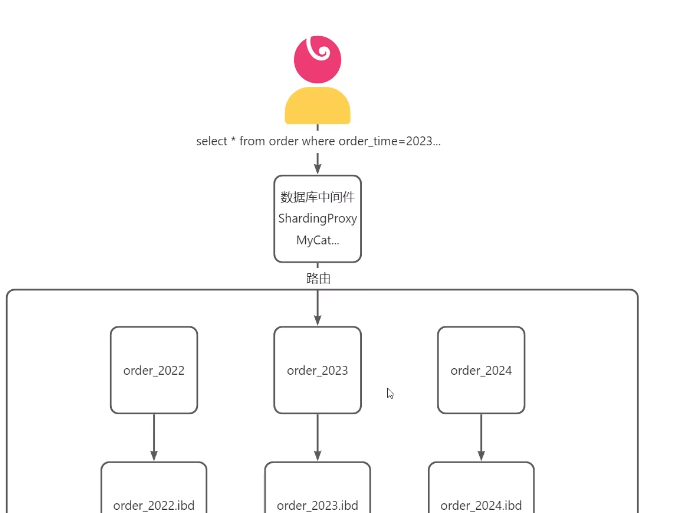 select * from order where order_time=2023...
数据库中间件
ShardingProxy
MyCat...
路由
order_2022
order_2023
order_2024
order_2022.ibd
order_2023.ibd
order_2024.ibd